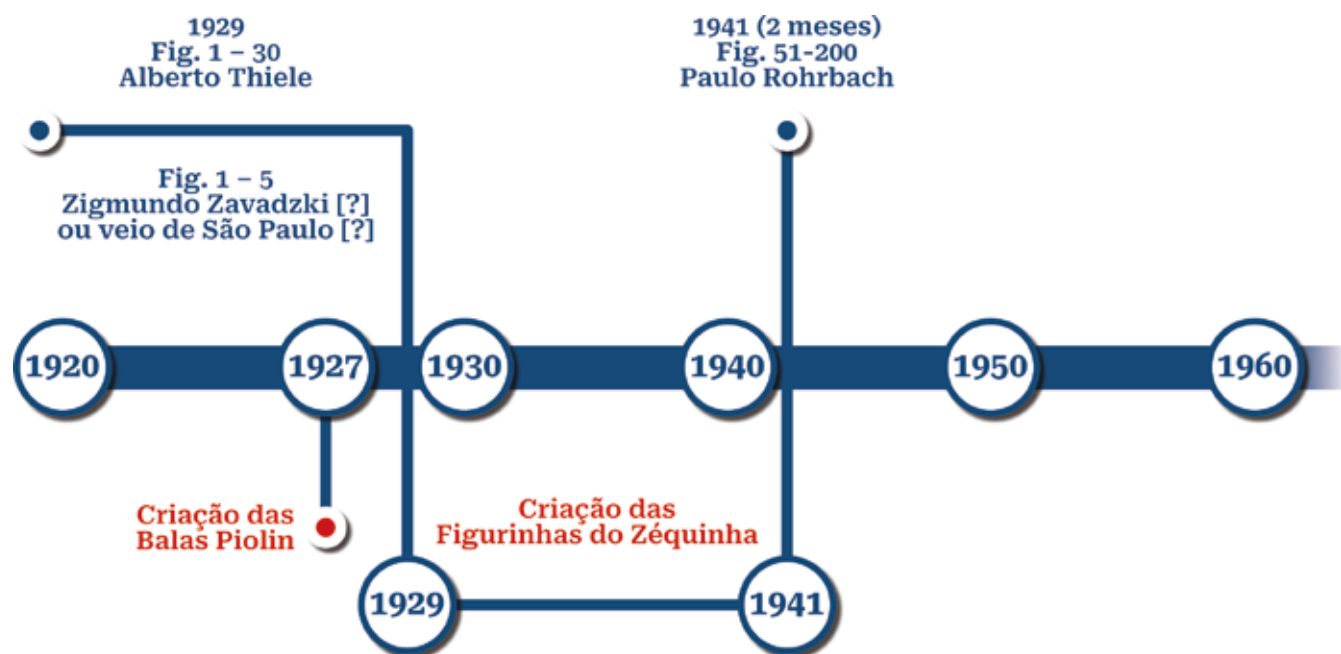 1929
Fig. 1 – 30
Alberto Thiele
1941 (2 meses)
Fig. 51-200
Paulo Rohrbach
Fig. 1 – 5
Zigmundo Zavadzki [?]
ou veio de São Paulo [?]
1920
1927
1930
1940
1950
1960
Criação das
Balas Piolin
Criação das
Figurinhas do Zéquinha
1929
1941